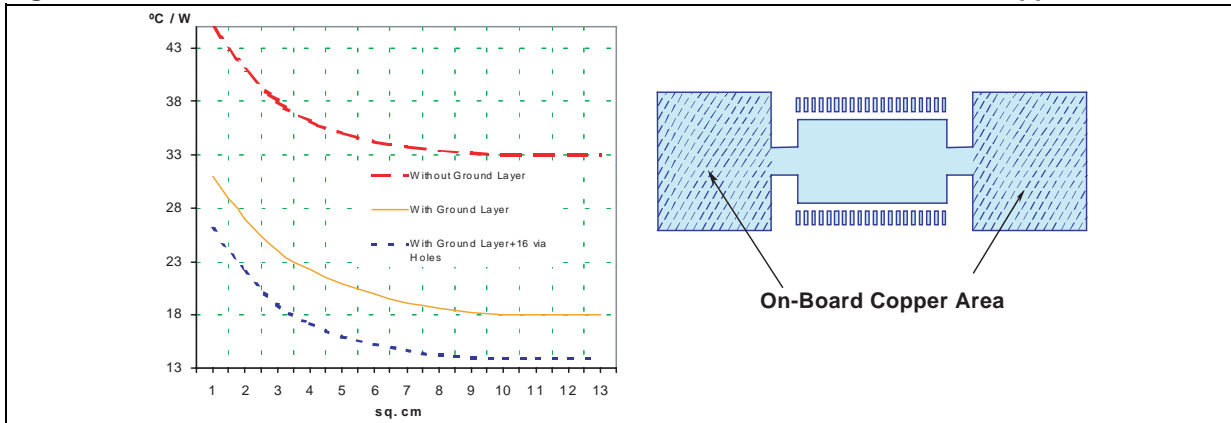 ºC / W
43
38
33
28
23
18
13
1 2 3 4 5 6 7 8 9 10 11 12 13
sq. cm
Without Ground Layer
With Ground Layer
With Ground Layer+16 via
Holes
On-Board Copper Area